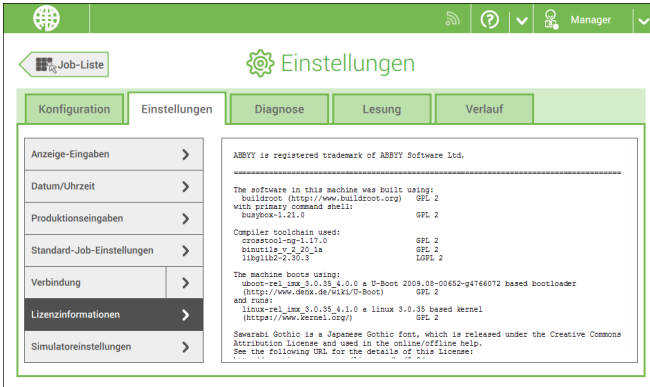 Manager
Job-Liste
Einstellungen
Konfiguration
Einstellungen
Diagnose
Lesung
Verlauf
Anzeige-Eingaben
Datum/Uhrzeit
Produktionseingaben
Standard-Job-Einstellungen
Verbindung
Lizenzinformationen
Simulatoreinstellungen
ABBYY is registered trademark of ABBYY Software Ltd.
The software in this machine was built using:
buildroot (http://www.buildroot.org) GPL 2
with primary command shell:
busybox-1.21.0 GPL 2
Compiler toolchain used:
crosstool-ng-1.17.0 GPL 2
binutils_v_2_20_1a GPL 2
libglib2-2.30.3 LGPL 2
The machine boots using:
uboot-rel_imx_3.0.35_4.0.0 a U-Boot 2009.08-00652-g4766072 based bootloader
(http://www.denx.de/wiki/U-Boot) GPL 2
and runs:
linux-rel_imx_3.0.35_4.1.0 a linux 3.0.35 based kernel
(https://www.kernel.org/) GPL 2
Sawarabi Gothic is a Japanese Gothic font, which is released under the Creative Commons
Attribution License and used in the online/offline help.
See the following URL for the details of this License: